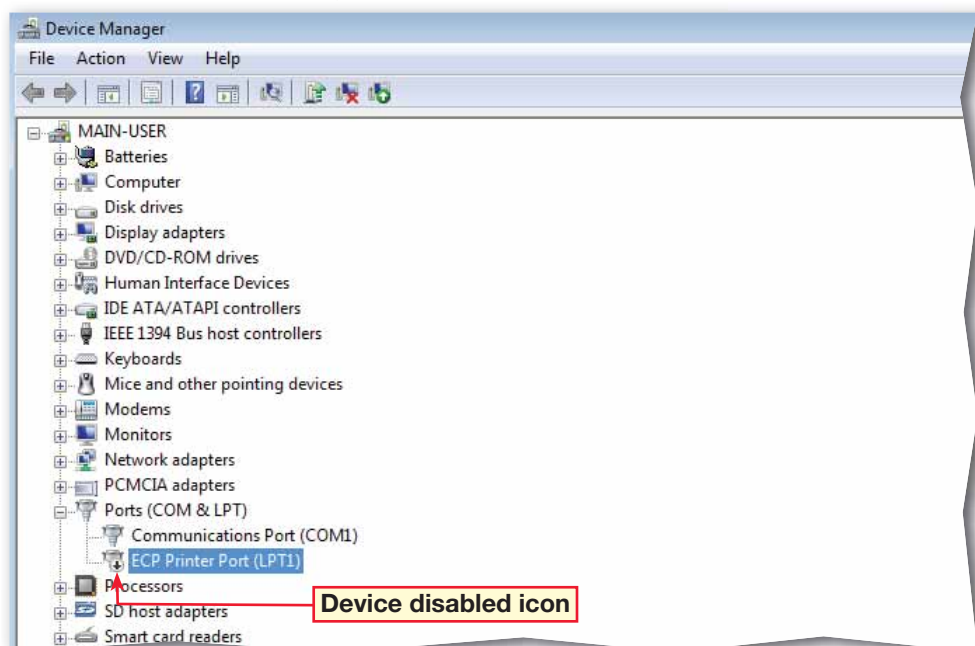 Device Manager
File Action View Help
MAIN-USER
Batteries
Computer
Disk drives
Display adapters
DVD/CD-ROM drives
Human Interface Devices
IDE ATA/ATAPI controllers
IEEE 1394 Bus host controllers
Keyboards
Mice and other pointing devices
Modems
Monitors
Network adapters
PCMCIA adapters
Ports (COM & LPT)
Communications Port (COM1)
ECP Printer Port (LPT1)
Processors
Device disabled icon
SD host adapters
Smart card readers